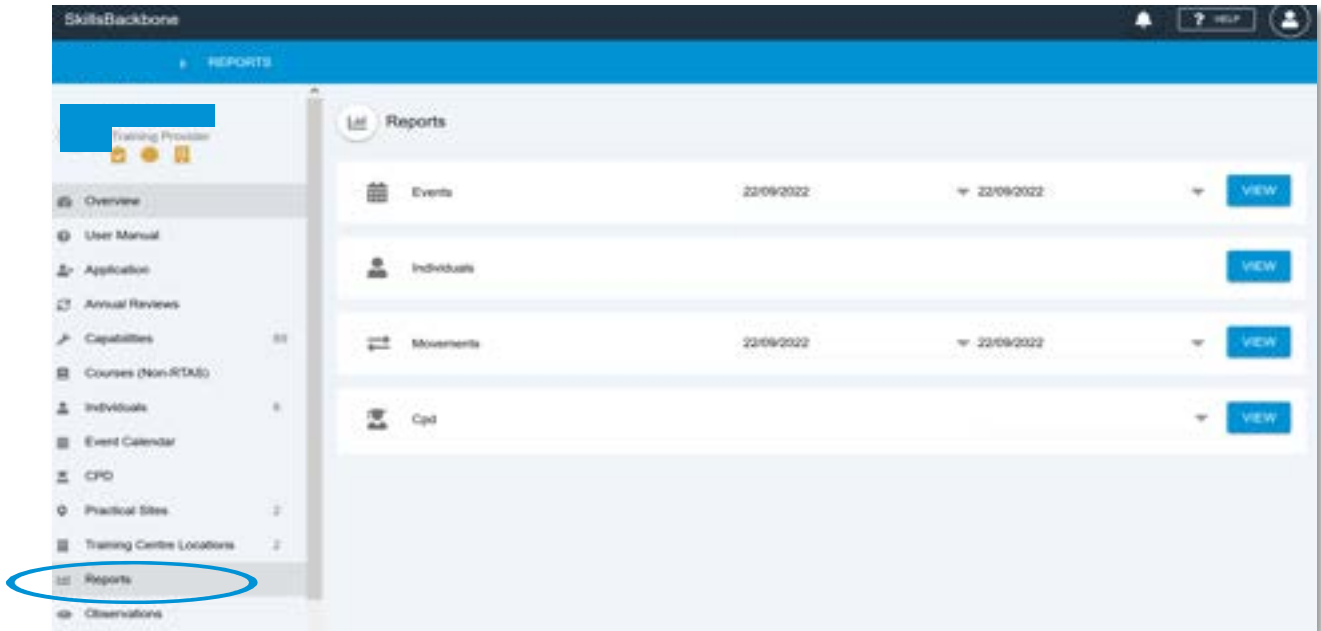 SkillsBackbone
? HELP
REPORTS
Training Provider
Reports
Events 22/09/2022 22/09/2022 VIEW
Individuals VIEW
Movements 22/09/2022 22/09/2022 VIEW
Cpd VIEW
Overview
User Manual
Application
Annual Reviews
Capabilities
Courses (Non-RTAS)
Individuals
Event Calendar
CPD
Practical Sites 2
Training Centre Locations 2
Reports
Observations